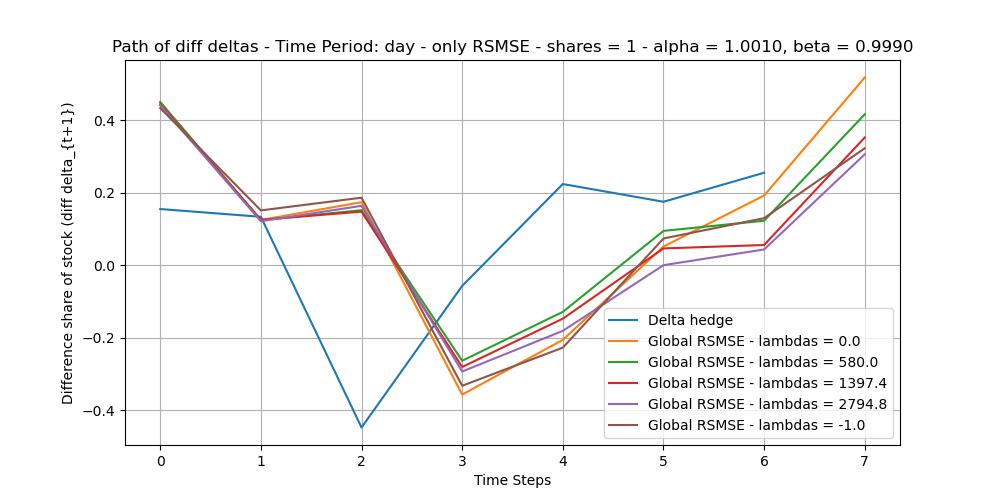 Path of diff deltas - Time Period: day - only RSMSE - shares = 1 - alpha = 1.0010, beta = 0.9990
Difference share of stock (diff delta_{t+1})
0.4
0.2
0.0
−0.2
−0.4
Delta hedge
Global RSMSE - lambdas = 0.0
Global RSMSE - lambdas = 580.0
Global RSMSE - lambdas = 1397.4
Global RSMSE - lambdas = 2794.8
Global RSMSE - lambdas = -1.0
0 1 2 3 4 5 6 7
Time Steps